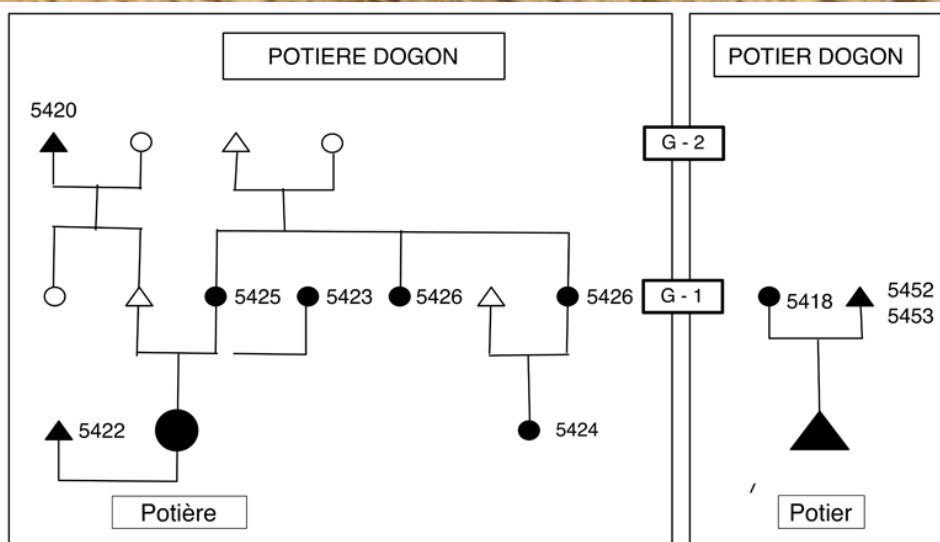 POTIERE DOGON
POTIER DOGON
5420
G - 2
5425
5423
5426
5426
G - 1
5418
5452
5453
5422
5424
Potière
Potier